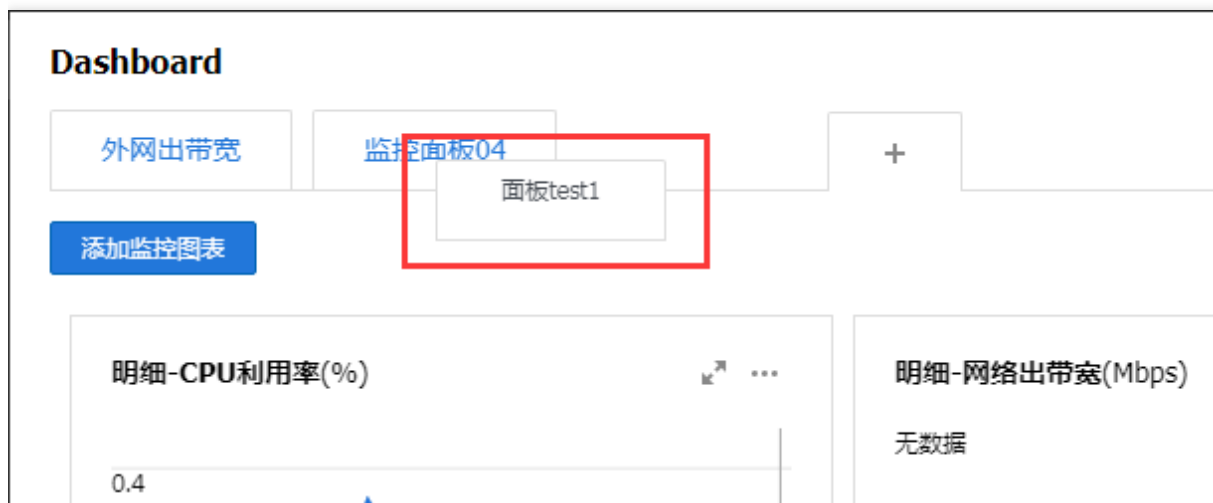 Dashboard
外网出带宽
监控面板04
+
面板test1
添加监控图表
明细-CPU利用率(%)
明细-网络出带宽(Mbps)
无数据
0.4